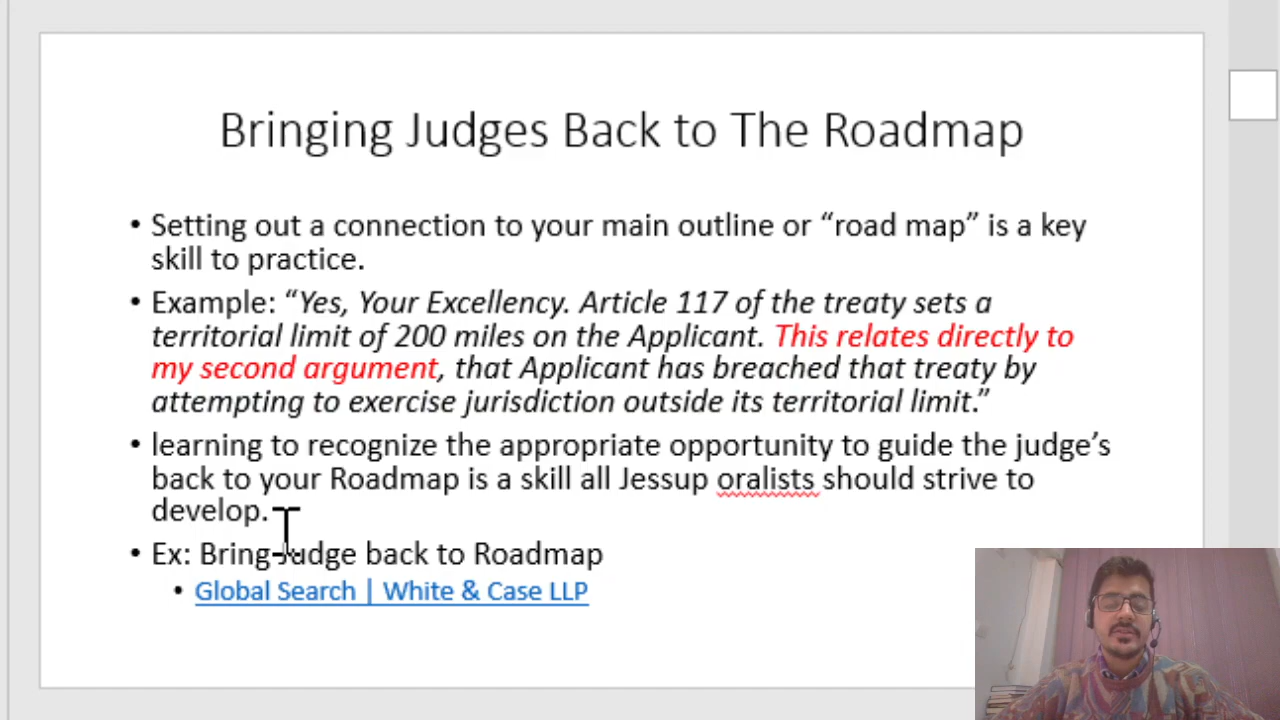 Bringing Judges Back to The Roadmap
• Setting out a connection to your main outline or “road map” is a key
skill to practice.
• Example: “Yes, Your Excellency. Article 117 of the treaty sets a
territorial limit of 200 miles on the Applicant. This relates directly to
my second argument, that Applicant has breached that treaty by
attempting to exercise jurisdiction outside its territorial limit.”
• learning to recognize the appropriate opportunity to guide the judge’s
back to your Roadmap is a skill all Jessup oralists should strive to
develop.
• Ex: Bring Judge back to Roadmap
• Global Search | White & Case LLP